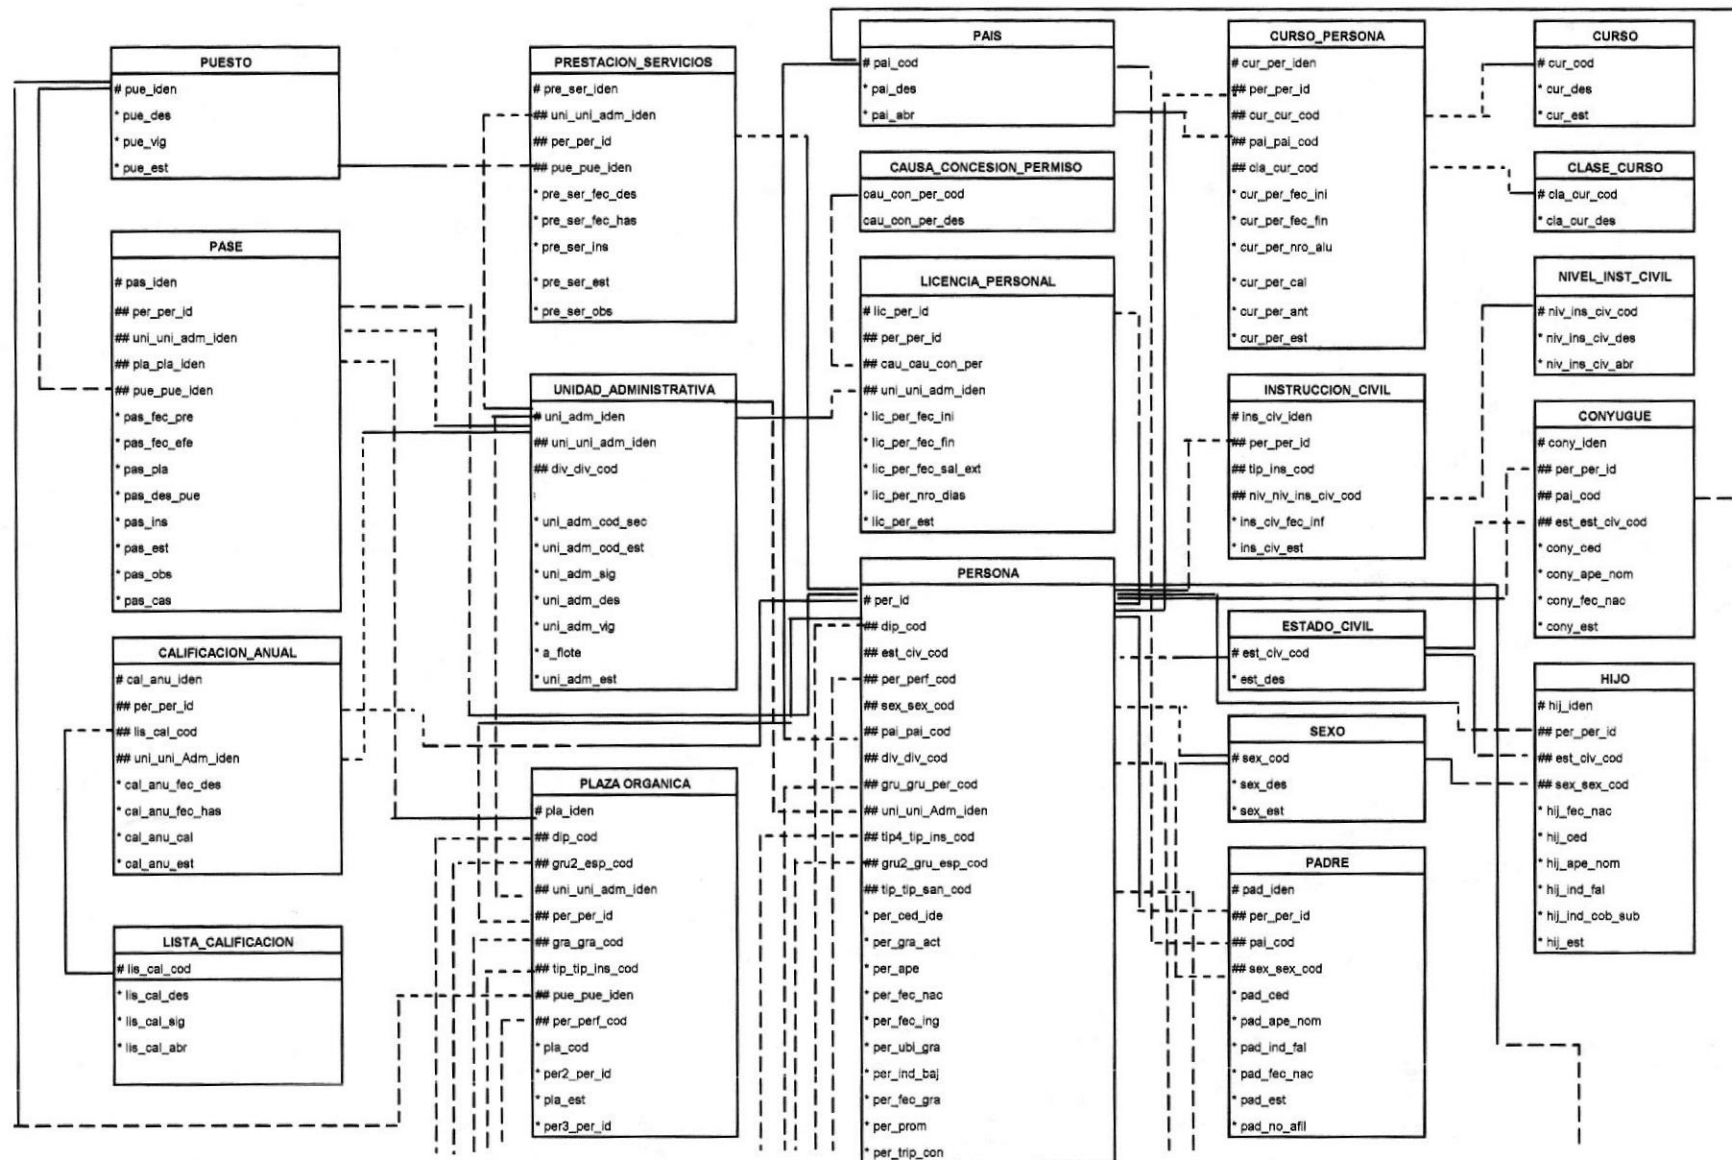 PUESTO
# pue_iden
* pue_des
* pue_vig
* pue_est
PASE
# pas_iden
## per_per_id
## uni_uni_adm_iden
## pla_pla_iden
## pue_pue_iden
* pas_fec_pre
* pas_fec_efe
* pas_pla
* pas_des_pue
* pas_ins
* pas_est
* pas_obs
* pas_cas
CALIFICACION_ANUAL
# cal_anu_iden
## per_per_id
## lis_cal_cod
## uni_uni_Adm_iden
* cal_anu_fec_des
* cal_anu_fec_has
* cal_anu_cal
* cal_anu_est
LISTA_CALIFICACION
# lis_cal_cod
* lis_cal_des
* lis_cal_sig
* lis_cal_abr
PRESTACION_SERVICIOS
# pre_ser_iden
## uni_uni_adm_iden
## per_per_id
## pue_pue_iden
* pre_ser_fec_des
* pre_ser_fec_has
* pre_ser_ins
* pre_ser_est
* pre_ser_obs
UNIDAD_ADMINISTRATIVA
# uni_adm_iden
## uni_uni_adm_iden
## div_div_cod
* uni_adm_cod_sec
* uni_adm_cod_est
* uni_adm_sig
* uni_adm_des
* uni_adm_vig
* a_flote
* uni_adm_est
PLAZA ORGANICA
# pla_iden
## dip_cod
## gru2_esp_cod
## uni_uni_adm_iden
## per_per_id
## gra_gra_cod
## tip_tip_ins_cod
## pue_pue_iden
## per_perf_cod
* pla_cod
* per2_per_id
* pla_est
* per3_per_id
PAIS
# pai_cod
* pai_des
* pai_abr
CAUSA_CONCESION_PERMISO
cau_con_per_cod
cau_con_per_des
LICENCIA_PERSONAL
# lic_per_id
## per_per_id
## cau_cau_con_per
## uni_uni_adm_iden
* lic_per_fec_ini
* lic_per_fec_fin
* lic_per_fec_sal_ext
* lic_per_nro_dias
* lic_per_est
PERSONA
# per_id
## dip_cod
## est_civ_cod
## per_perf_cod
## sex_sex_cod
## pai_pai_cod
## div_div_cod
## gru_gru_per_cod
## uni_uni_Adm_iden
## tip4_tip_ins_cod
## gru2_gru_esp_cod
## tip_tip_san_cod
* per_ced_ide
* per_gra_act
* per_ape
* per_fec_nac
* per_fec_ing
* per_ubi_gra
* per_ind_baj
* per_fec_gra
* per_prom
* per_trip_con
CURSO_PERSONA
# cur_per_iden
## per_per_id
## cur_cur_cod
## pai_pai_cod
## cla_cur_cod
* cur_per_fec_ini
* cur_per_fec_fin
* cur_per_nro_alu
* cur_per_cal
* cur_per_ant
* cur_per_est
INSTRUCCION_CIVIL
# ins_civ_iden
## per_per_id
## tip_ins_cod
## niv_niv_ins_civ_cod
* ins_civ_fec_inf
* ins_civ_est
ESTADO_CIVIL
# est_civ_cod
* est_des
SEXO
# sex_cod
* sex_des
* sex_est
PADRE
# pad_iden
## per_per_id
## pai_cod
## sex_sex_cod
* pad_ced
* pad_ape_nom
* pad_ind_fal
* pad_fec_nac
* pad_est
* pad_no_afil
CURSO
# cur_cod
* cur_des
* cur_est
CLASE_CURSO
# cla_cur_cod
* cla_cur_des
NIVEL_INST_CIVIL
# niv_ins_civ_cod
* niv_ins_civ_des
* niv_ins_civ_abr
CONYUGUE
# cony_iden
## per_per_id
## pai_cod
## est_est_civ_cod
* cony_ced
* cony_ape_nom
* cony_fec_nac
* cony_est
HIJO
# hij_iden
## per_per_id
## est_civ_cod
## sex_sex_cod
* hij_fec_nac
* hij_ced
* hij_ape_nom
* hij_ind_fal
* hij_ind_cob_sub
* hij_est